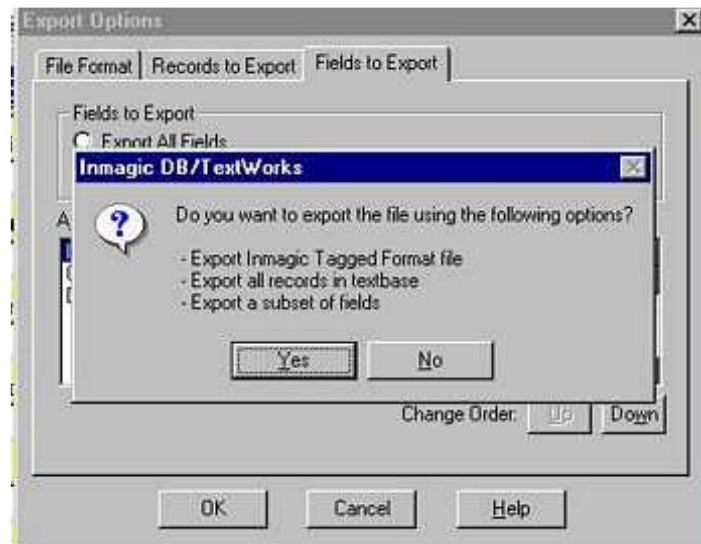 Export Options
File Format
Records to Export
Fields to Export
Fields to Export
Export All Fields
Inmagic DB/TextWorks
Do you want to export the file using the following options?
- Export Inmagic Tagged Format file
- Export all records in textbase
- Export a subset of fields
Yes
No
Change Order:
Up
Down
OK
Cancel
Help